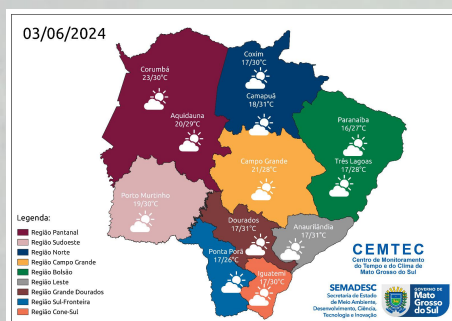 03/06/2024
Coxim
17/30°C
Corumbá
23/30°C
Camapuã
18/31°C
Paranaíba
16/27°C
Aquidauna
20/29°C
Três Lagoas
17/28°C
Campo Grande
21/28°C
Porto Murtinho
19/30°C
Dourados
17/31°C
Anaurilândia
17/31°C
Ponta Porã
17/26°C
Iguatemi
17/30°C
Legenda:
Região Pantanal
Região Sudoeste
Região Norte
Região Campo Grande
Região Bolsão
Região Leste
Região Grande Dourados
Região Sul-Fronteira
Região Cone-Sul
CEMTEC
Centro de Monitoramento
do Tempo e do Clima de
Mato Grosso do Sul
SEMADESC
Secretaria de Estado
de Meio Ambiente,
Desenvolvimento, Ciência,
Tecnologia e Inovação
GOVERNO DE
Mato
Grosso
do Sul